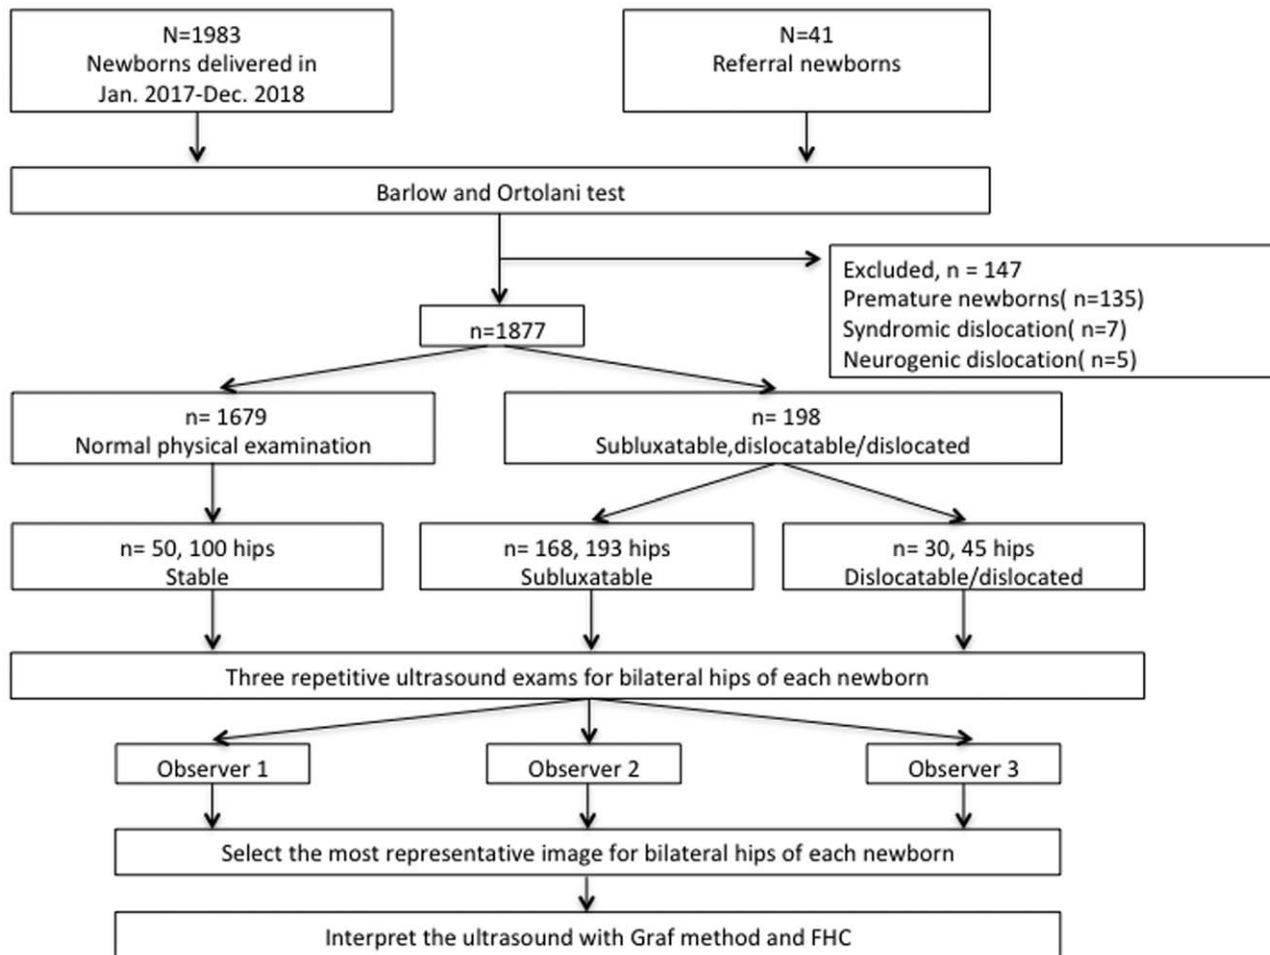 N=1983
Newborns delivered in
Jan. 2017-Dec. 2018
N=41
Referral newborns
Barlow and Ortolani test
Excluded, n = 147
Premature newborns( n=135)
Syndromic dislocation( n=7)
Neurogenic dislocation( n=5)
n=1877
n= 1679
Normal physical examination
n= 198
Subluxatable,dislocatable/dislocated
n= 50, 100 hips
Stable
n= 168, 193 hips
Subluxatable
n= 30, 45 hips
Dislocatable/dislocated
Three repetitive ultrasound exams for bilateral hips of each newborn
Observer 1
Observer 2
Observer 3
Select the most representative image for bilateral hips of each newborn
Interpret the ultrasound with Graf method and FHC